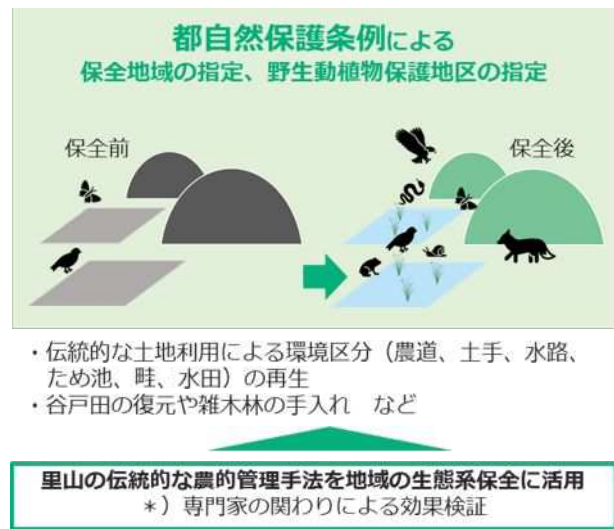 都自然保護条例による
保全地域の指定、野生動植物保護地区の指定
保全前
保全後
・伝統的な土地利用による環境区分（農道、土手、水路、
ため池、畦、水田）の再生
・谷戸田の復元や雑木林の手入れ　など
里山の伝統的な農的管理手法を地域の生態系保全に活用
＊）専門家の関わりによる効果検証